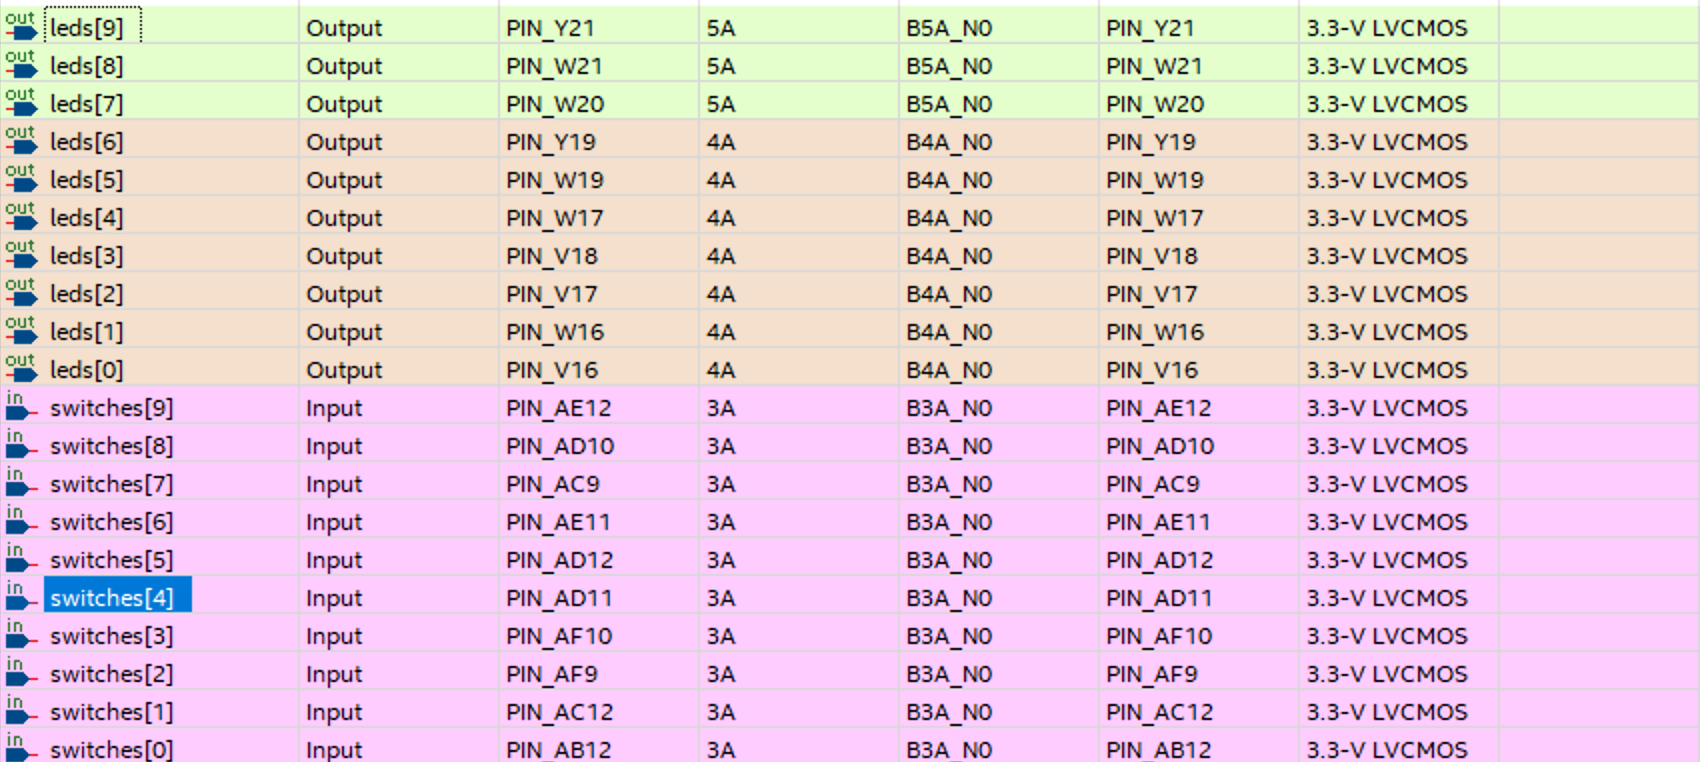 out leds[9] Output PIN_Y21 5A B5A_N0 PIN_Y21 3.3-V LVCMOS
out leds[8] Output PIN_W21 5A B5A_N0 PIN_W21 3.3-V LVCMOS
out leds[7] Output PIN_W20 5A B5A_N0 PIN_W20 3.3-V LVCMOS
out leds[6] Output PIN_Y19 4A B4A_N0 PIN_Y19 3.3-V LVCMOS
out leds[5] Output PIN_W19 4A B4A_N0 PIN_W19 3.3-V LVCMOS
out leds[4] Output PIN_W17 4A B4A_N0 PIN_W17 3.3-V LVCMOS
out leds[3] Output PIN_V18 4A B4A_N0 PIN_V18 3.3-V LVCMOS
out leds[2] Output PIN_V17 4A B4A_N0 PIN_V17 3.3-V LVCMOS
out leds[1] Output PIN_W16 4A B4A_N0 PIN_W16 3.3-V LVCMOS
out leds[0] Output PIN_V16 4A B4A_N0 PIN_V16 3.3-V LVCMOS
in switches[9] Input PIN_AE12 3A B3A_N0 PIN_AE12 3.3-V LVCMOS
in switches[8] Input PIN_AD10 3A B3A_N0 PIN_AD10 3.3-V LVCMOS
in switches[7] Input PIN_AC9 3A B3A_N0 PIN_AC9 3.3-V LVCMOS
in switches[6] Input PIN_AE11 3A B3A_N0 PIN_AE11 3.3-V LVCMOS
in switches[5] Input PIN_AD12 3A B3A_N0 PIN_AD12 3.3-V LVCMOS
in switches[4] Input PIN_AD11 3A B3A_N0 PIN_AD11 3.3-V LVCMOS
in switches[3] Input PIN_AF10 3A B3A_N0 PIN_AF10 3.3-V LVCMOS
in switches[2] Input PIN_AF9 3A B3A_N0 PIN_AF9 3.3-V LVCMOS
in switches[1] Input PIN_AC12 3A B3A_N0 PIN_AC12 3.3-V LVCMOS
in switches[0] Input PIN_AB12 3A B3A_N0 PIN_AB12 3.3-V LVCMOS